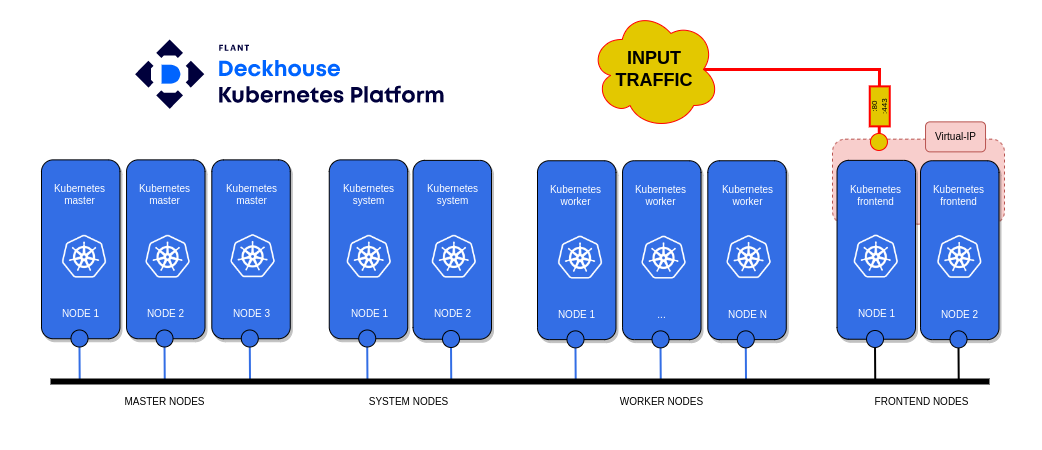 FLANT
Deckhouse
Kubernetes Platform
INPUT
TRAFFIC
:80
:443
Virtual-IP
Kubernetes
master
NODE 1
Kubernetes
master
NODE 2
Kubernetes
master
NODE 3
Kubernetes
system
NODE 1
Kubernetes
system
NODE 2
Kubernetes
worker
NODE 1
Kubernetes
worker
...
Kubernetes
worker
NODE N
Kubernetes
frontend
NODE 1
Kubernetes
frontend
NODE 2
MASTER NODES
SYSTEM NODES
WORKER NODES
FRONTEND NODES